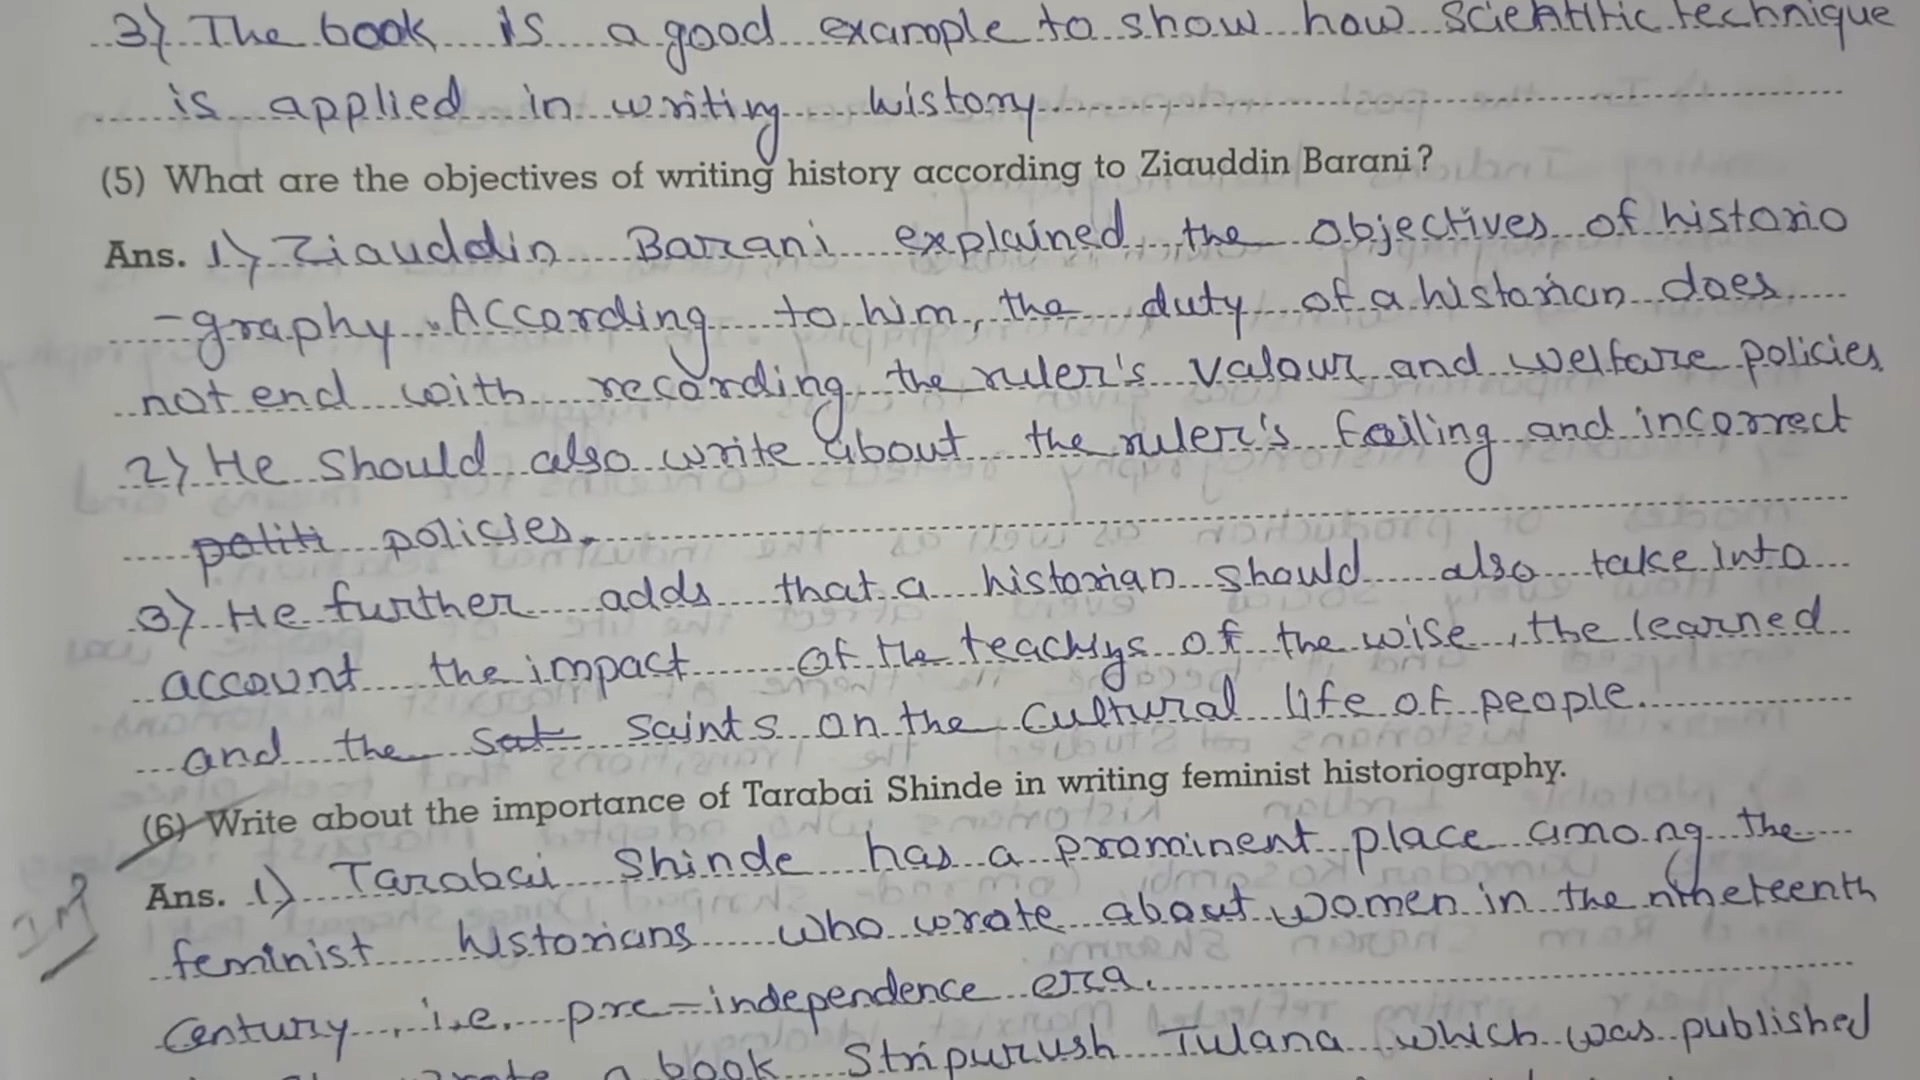 3) The book is a good example to show how scientific technique
is applied in writing history
(5) What are the objectives of writing history according to Ziauddin Barani?
Ans. 1) Ziauddin Barani explained the objectives of historio
-graphy. According to him, the duty of a historian does
not end with recording the ruler's valour and welfare policies
2) He should also write about the ruler's failing and incorrect
politi policies.
3) He further adds that a historian should also take into
account the impact of the teachigs of the wise, the learned
and the sat saints on the cultural life of people.
(6) Write about the importance of Tarabai Shinde in writing feminist historiography.
Ans. 1) Tarabai Shinde has a prominent place among the
feminist historians who wrote about women in the nineteenth
century, i.e. pre-independence era.
wrote a book Stripurush Tulana which was published